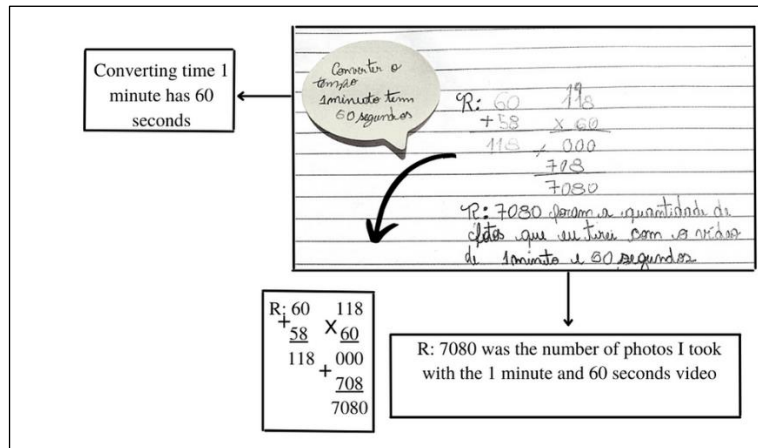 Converting time 1
minute has 60
seconds
Converter o
tempo
1 minuto tem
60 segundos
R: 60 118
+58 x 60
118 + 000
708
7080
R: 7080 foram a quantidade de
fotos que eu tirei com o vídeo
de 1 minuto e 60 segundos
R: 60 118
+ 58 X 60
118 + 000
708
7080
R: 7080 was the number of photos I took
with the 1 minute and 60 seconds video